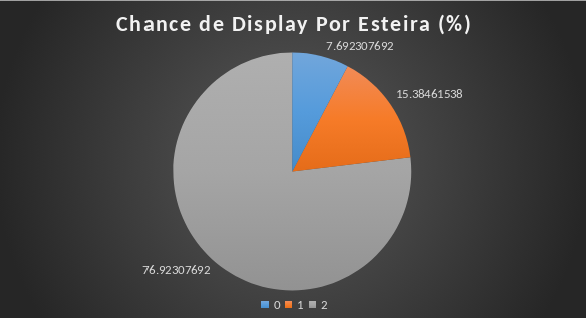 Chance de Display Por Esteira (%)
7.692307692
15.38461538
76.92307692
0 1 2